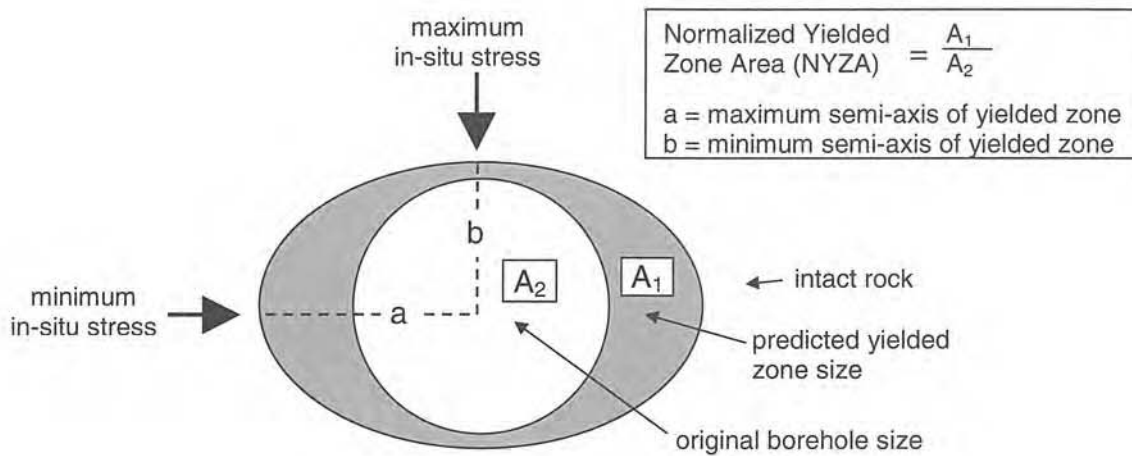 maximum
in-situ stress
Normalized Yielded
Zone Area (NYZA) = A₁/A₂
a = maximum semi-axis of yielded zone
b = minimum semi-axis of yielded zone
b
A₂
A₁
intact rock
minimum
in-situ stress
a
predicted yielded
zone size
original borehole size